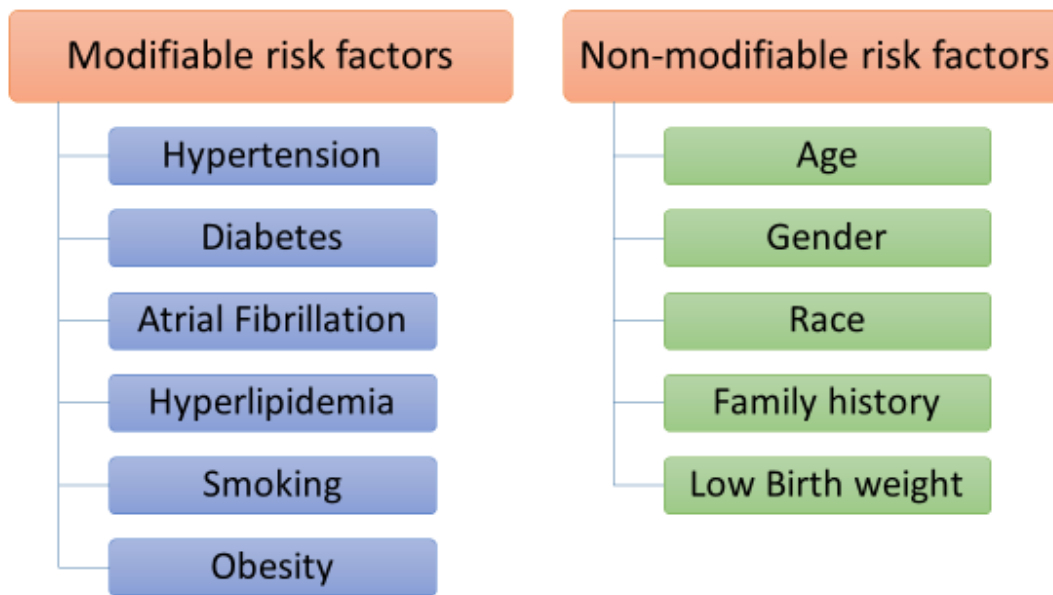 Modifiable risk factors
Hypertension
Diabetes
Atrial Fibrillation
Hyperlipidemia
Smoking
Obesity
Non-modifiable risk factors
Age
Gender
Race
Family history
Low Birth weight